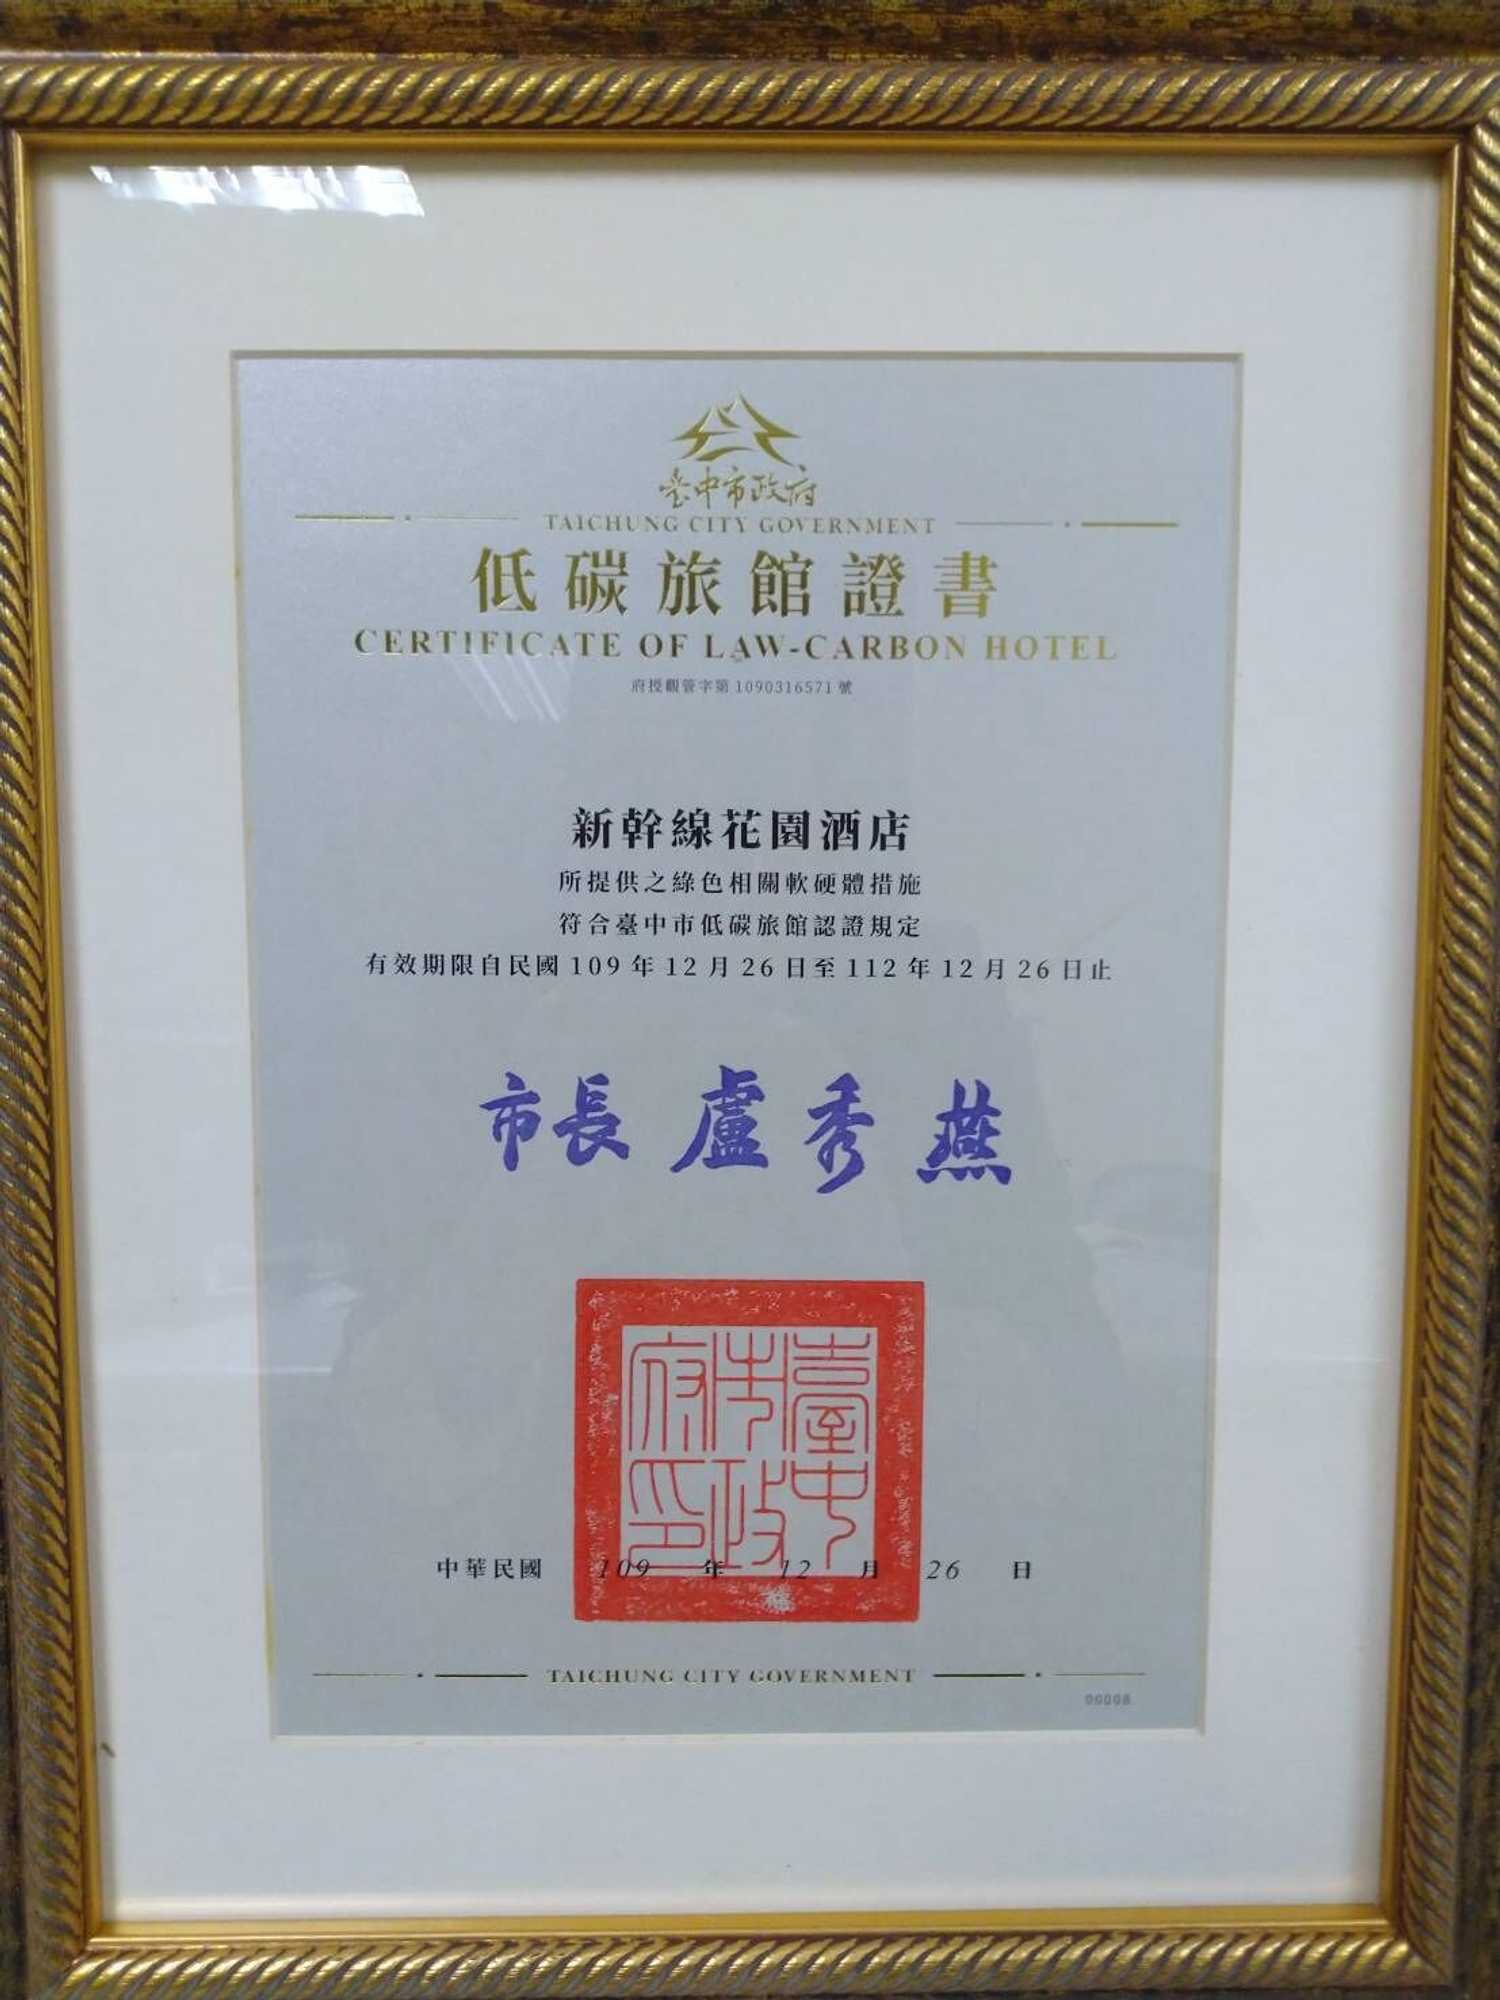 臺中市政府
TAICHUNG CITY GOVERNMENT
低碳旅館證書
CERTIFICATE OF LAW-CARBON HOTEL
府授觀管字第1090316571號
新幹線花園酒店
所提供之綠色相關軟硬體措施
符合臺中市低碳旅館認證規定
有效期限自民國109年12月26日至112年12月26日止
市長 盧秀燕
臺中市政府印
中華民國 109 年 12 月 26 日
TAICHUNG CITY GOVERNMENT
00008